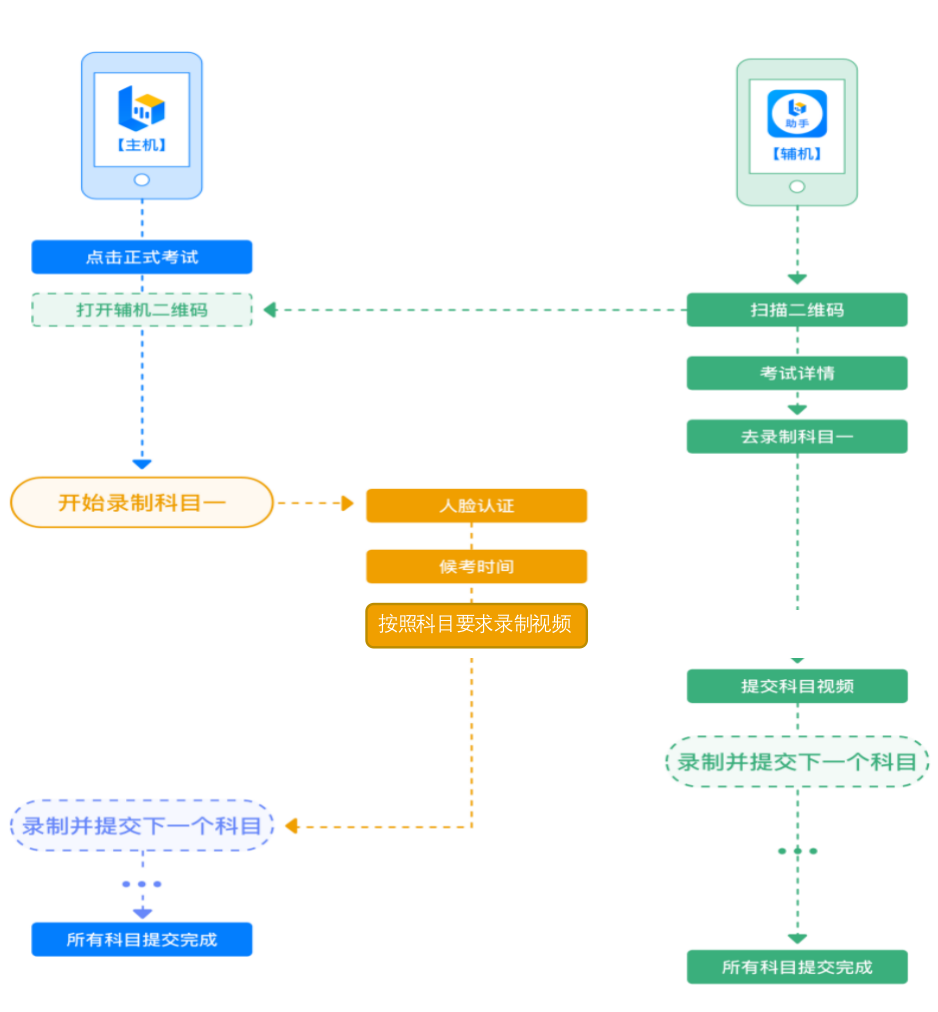 【主机】
助手
【辅机】
点击正式考试
打开辅机二维码
扫描二维码
考试详情
去录制科目一
开始录制科目一
人脸认证
候考时间
按照科目要求录制视频
提交科目视频
录制并提交下一个科目
录制并提交下一个科目
所有科目提交完成
所有科目提交完成